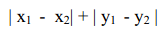 | x₁ - x₂| + | y₁ - y₂ |